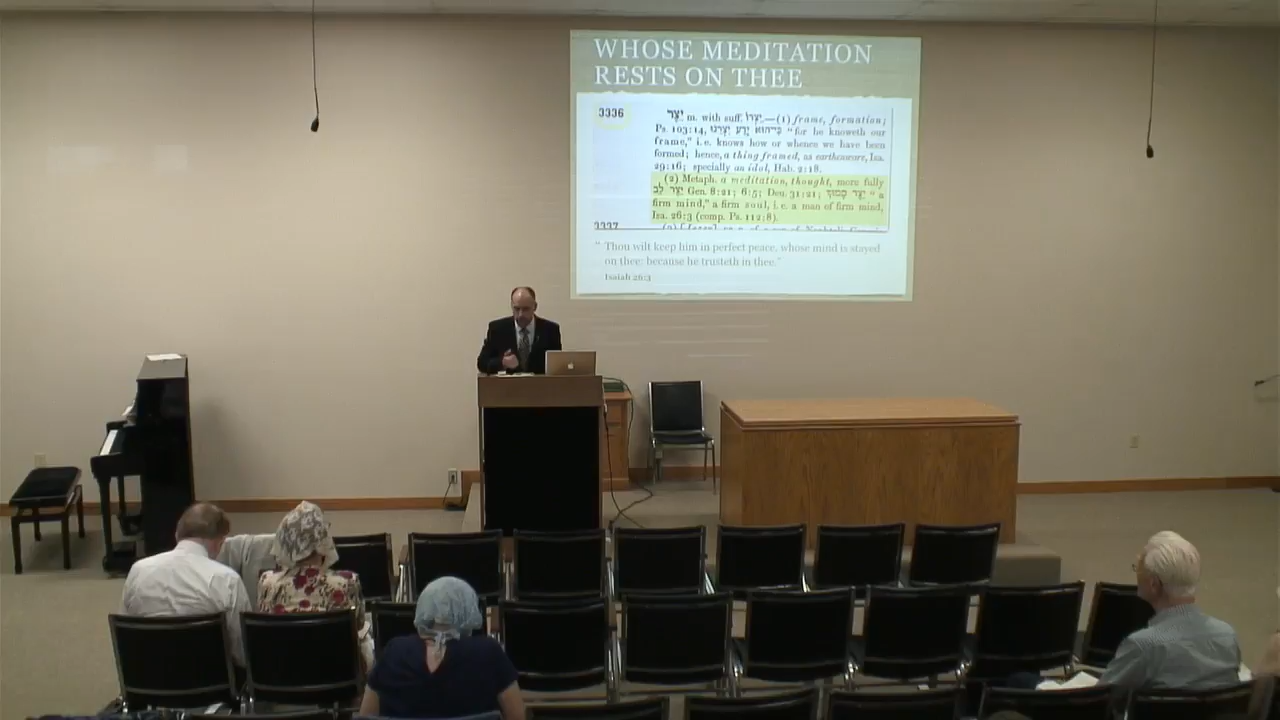 WHOSE MEDITATION
RESTS ON THEE
3336 יֵצֶר m. with suff. יִצְרוֹ.—(1) frame, formation;
Ps. 103:14, כִּי־הוּא יָדַע יִצְרֵנוּ "for he knoweth our
frame," i.e. knows how or whence we have been
formed; hence, a thing framed, as earthenware, Isa.
29:16; specially an idol, Hab. 2:18.
(2) Metaph. a meditation, thought, more fully
יֵצֶר לֵב Gen. 8:21; 6:5; Deu. 31:21; יֵצֶר סָמוּךְ "a
firm mind," a firm soul, i.e. a man of firm mind,
Isa. 26:3 (comp. Ps. 112:8).
3337
" Thou wilt keep him in perfect peace, whose mind is stayed
on thee: because he trusteth in thee."
Isaiah 26:3